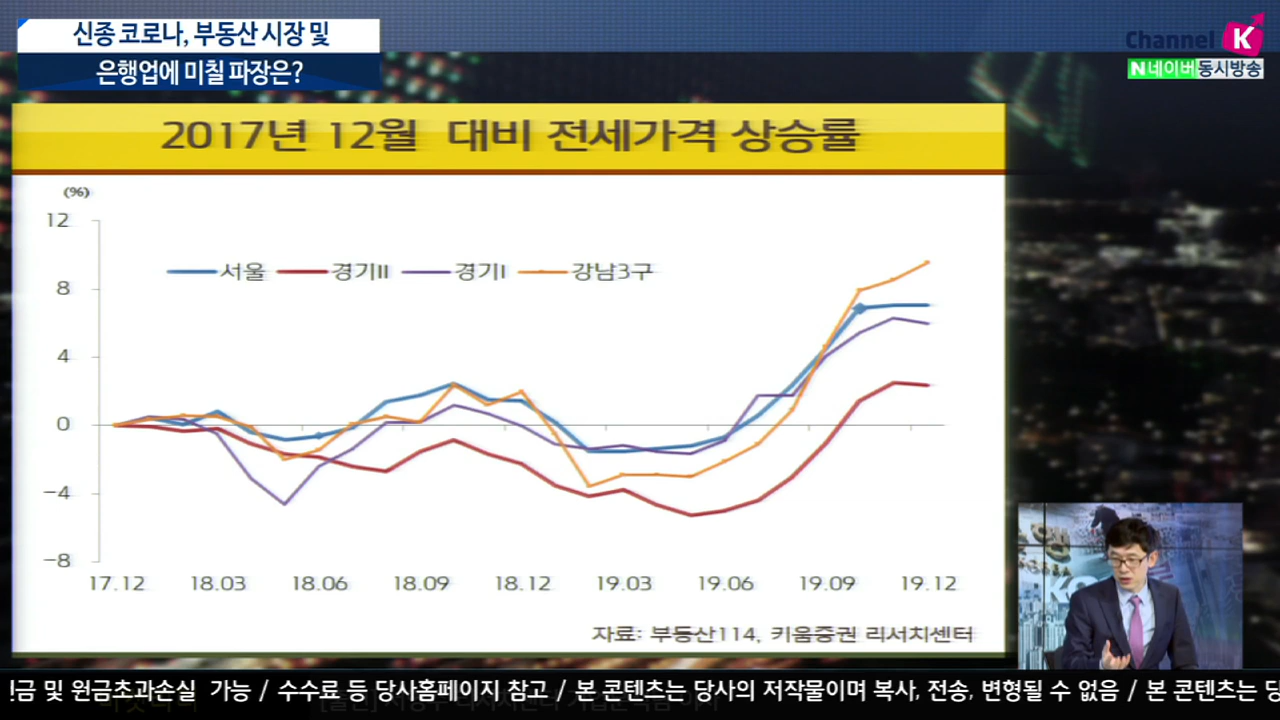 신종 코로나, 부동산 시장 및
은행업에 미칠 파장은?
Channel K
N 네이버 동시방송
2017년 12월 대비 전세가격 상승률
(%)
12
8
4
0
-4
-8
서울 경기II 경기I 강남3구
17.12 18.03 18.06 18.09 18.12 19.03 19.06 19.09 19.12
자료: 부동산114, 키움증권 리서치센터
!금 및 원금초과손실 가능 / 수수료 등 당사홈페이지 참고 / 본 콘텐츠는 당사의 저작물이며 복사, 전송, 변형될 수 없음 / 본 콘텐츠는 당